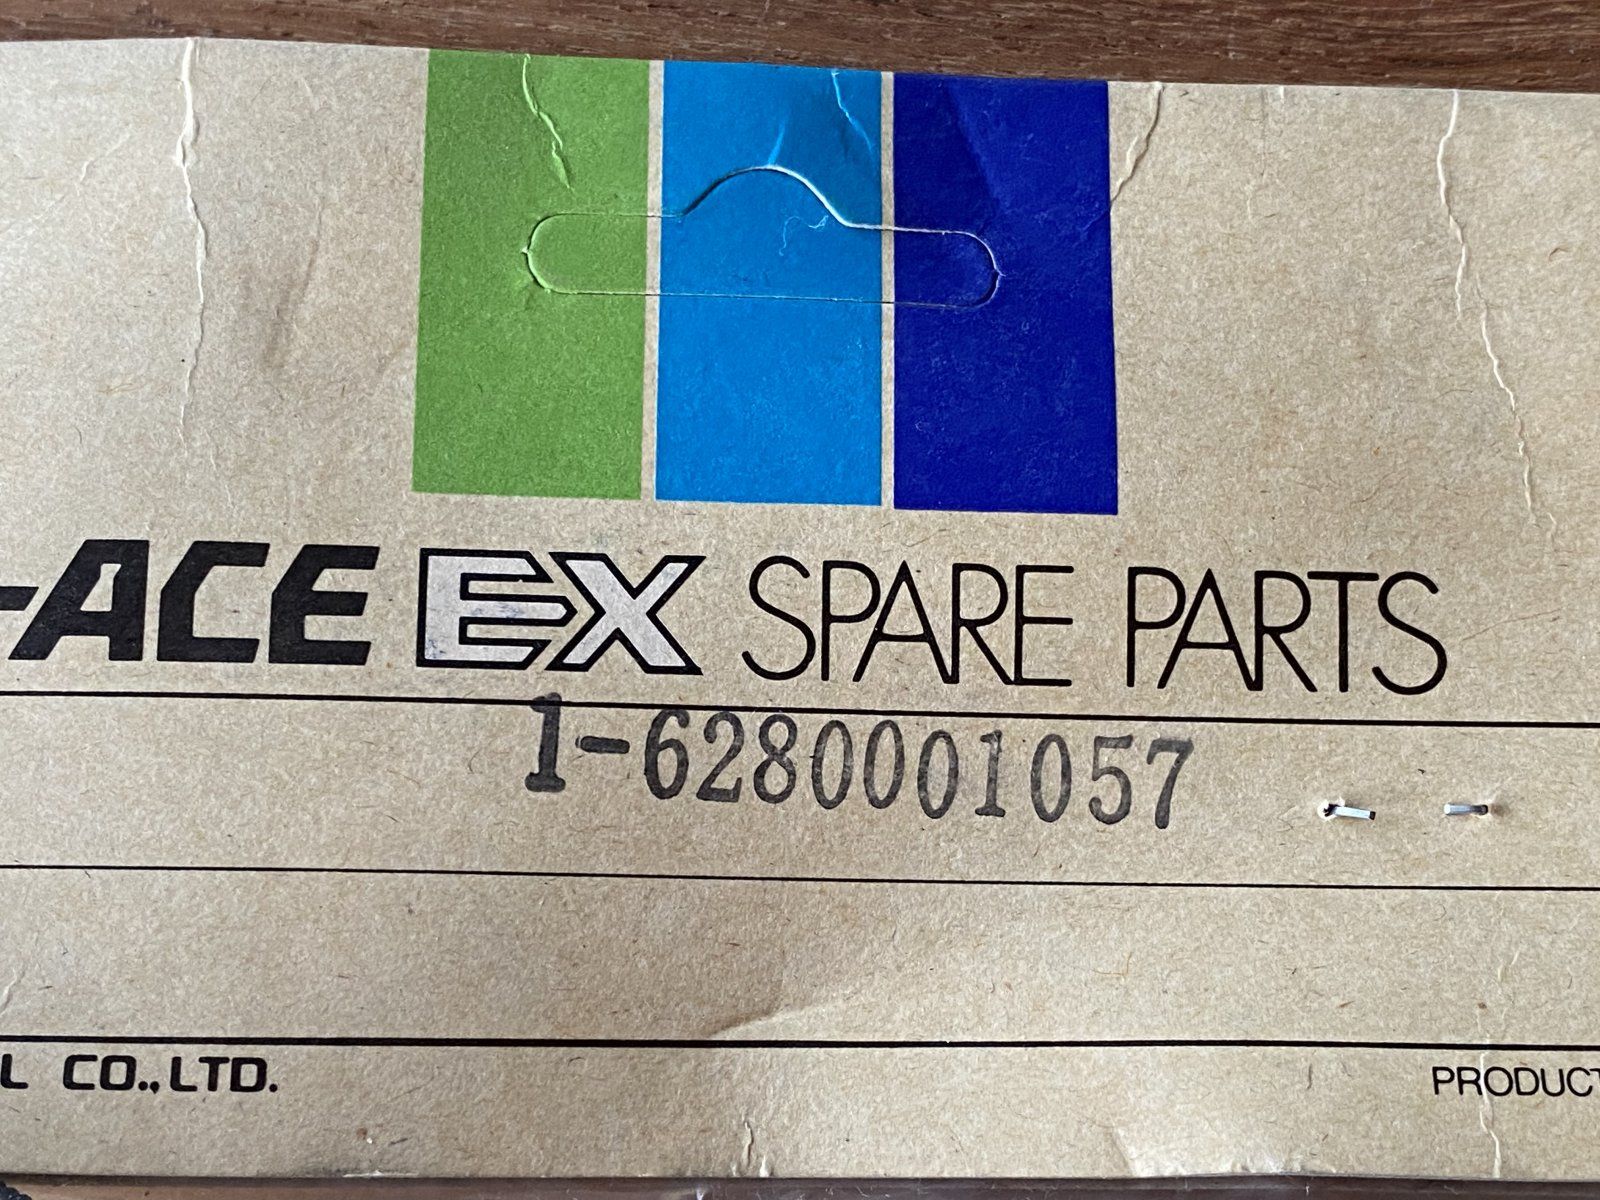 -ACE EX SPARE PARTS
1-6280001057
L CO., LTD.
PRODUCT